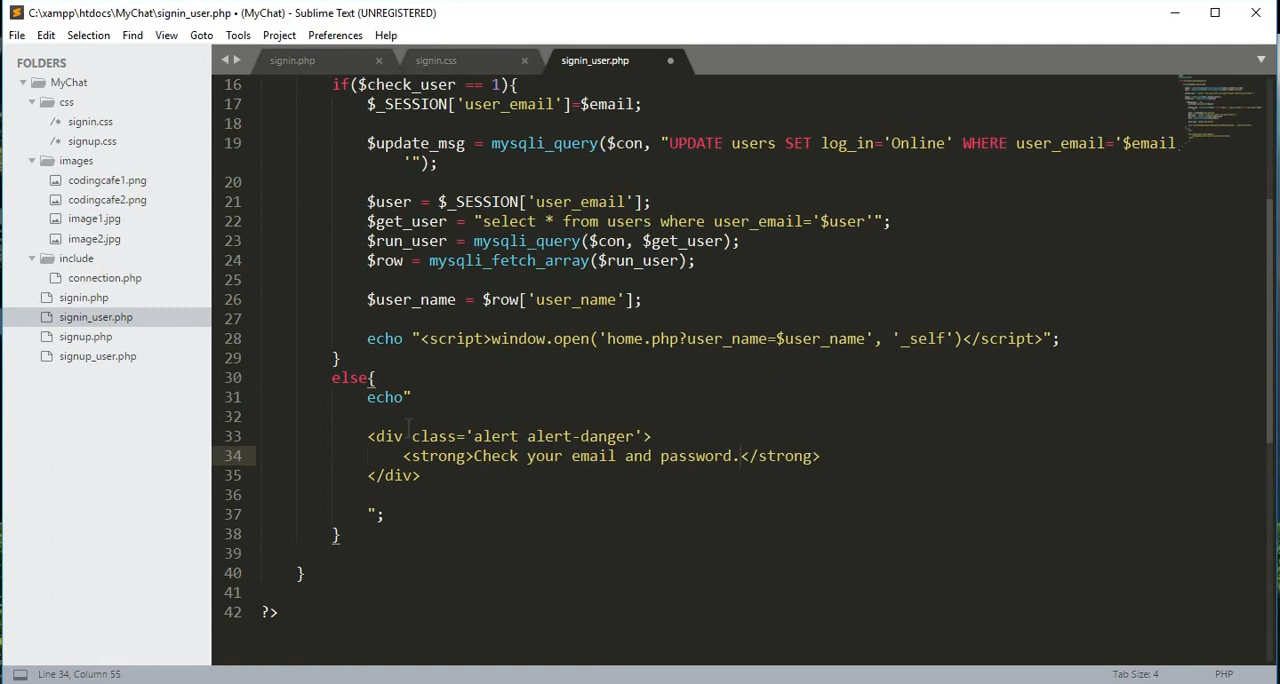 C:\xampp\htdocs\MyChat\signin_user.php • (MyChat) - Sublime Text (UNREGISTERED)
File Edit Selection Find View Goto Tools Project Preferences Help
FOLDERS
MyChat
css
/* signin.css
/* signup.css
images
codingcafe1.png
codingcafe2.png
image1.jpg
image2.jpg
include
connection.php
signin.php
signin_user.php
signup.php
signup_user.php
signin.php signin.css signin_user.php
16 if($check_user == 1){
17 $_SESSION['user_email']=$email;
18
19 $update_msg = mysqli_query($con, "UPDATE users SET log_in='Online' WHERE user_email='$email
'");
20
21 $user = $_SESSION['user_email'];
22 $get_user = "select * from users where user_email='$user'";
23 $run_user = mysqli_query($con, $get_user);
24 $row = mysqli_fetch_array($run_user);
25
26 $user_name = $row['user_name'];
27
28 echo "<script>window.open('home.php?user_name=$user_name', '_self')</script>";
29 }
30 else{
31 echo"
32
33 <div class='alert alert-danger'>
34 <strong>Check your email and password.</strong>
35 </div>
36
37 ";
38 }
39
40 }
41
42 ?>
Line 34, Column 55 Tab Size: 4 PHP